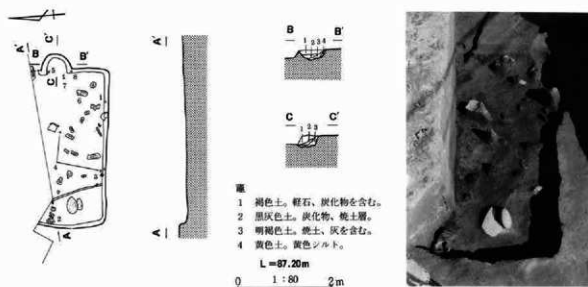 A'
B
C'
B'
C
A
A'
A
B B'
1 2 3 4
C C'
1 2 3
竈
1 褐色土。軽石、炭化物を含む。
2 黒灰色土。炭化物、焼土層。
3 明褐色土。焼土、灰を含む。
4 黄色土。黄色シルト。
L=87.20m
0 1:80 2m